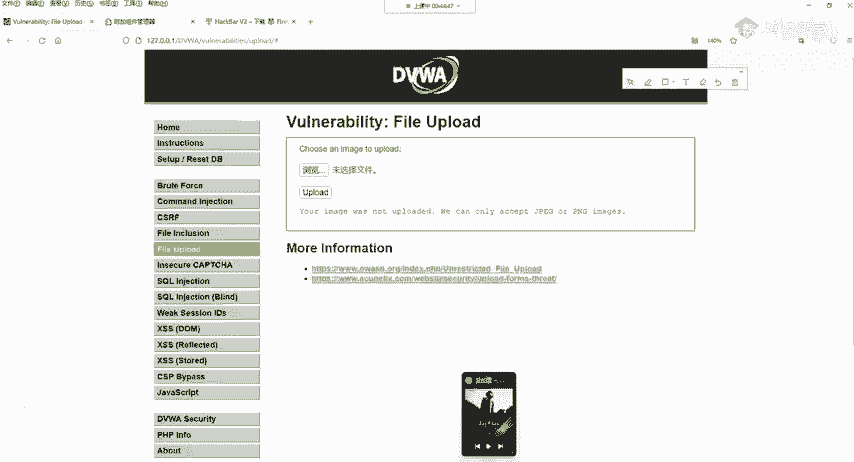 文件(F) 编辑(E) 查看(V) 历史(S) 书签(B) 工具(T) 帮助(H)
上课中 00:44:47
Vulnerability: File Upload
附加组件管理器
HackBar V2 – 下载
127.0.0.1/DVWA/vulnerabilities/upload/#
140%
DVWA
Home
Instructions
Setup / Reset DB
Brute Force
Command Injection
CSRF
File Inclusion
File Upload
Insecure CAPTCHA
SQL Injection
SQL Injection (Blind)
Weak Session IDs
XSS (DOM)
XSS (Reflected)
XSS (Stored)
CSP Bypass
JavaScript
DVWA Security
PHP Info
About
Vulnerability: File Upload
Choose an image to upload:
浏览... 未选择文件。
Upload
Your image was not uploaded. We can only accept JPEG or PNG images.
More Information
https://www.owasp.org/index.php/Unrestricted_File_Upload
https://www.acunetix.com/websitesecurity/upload-forms-threat/